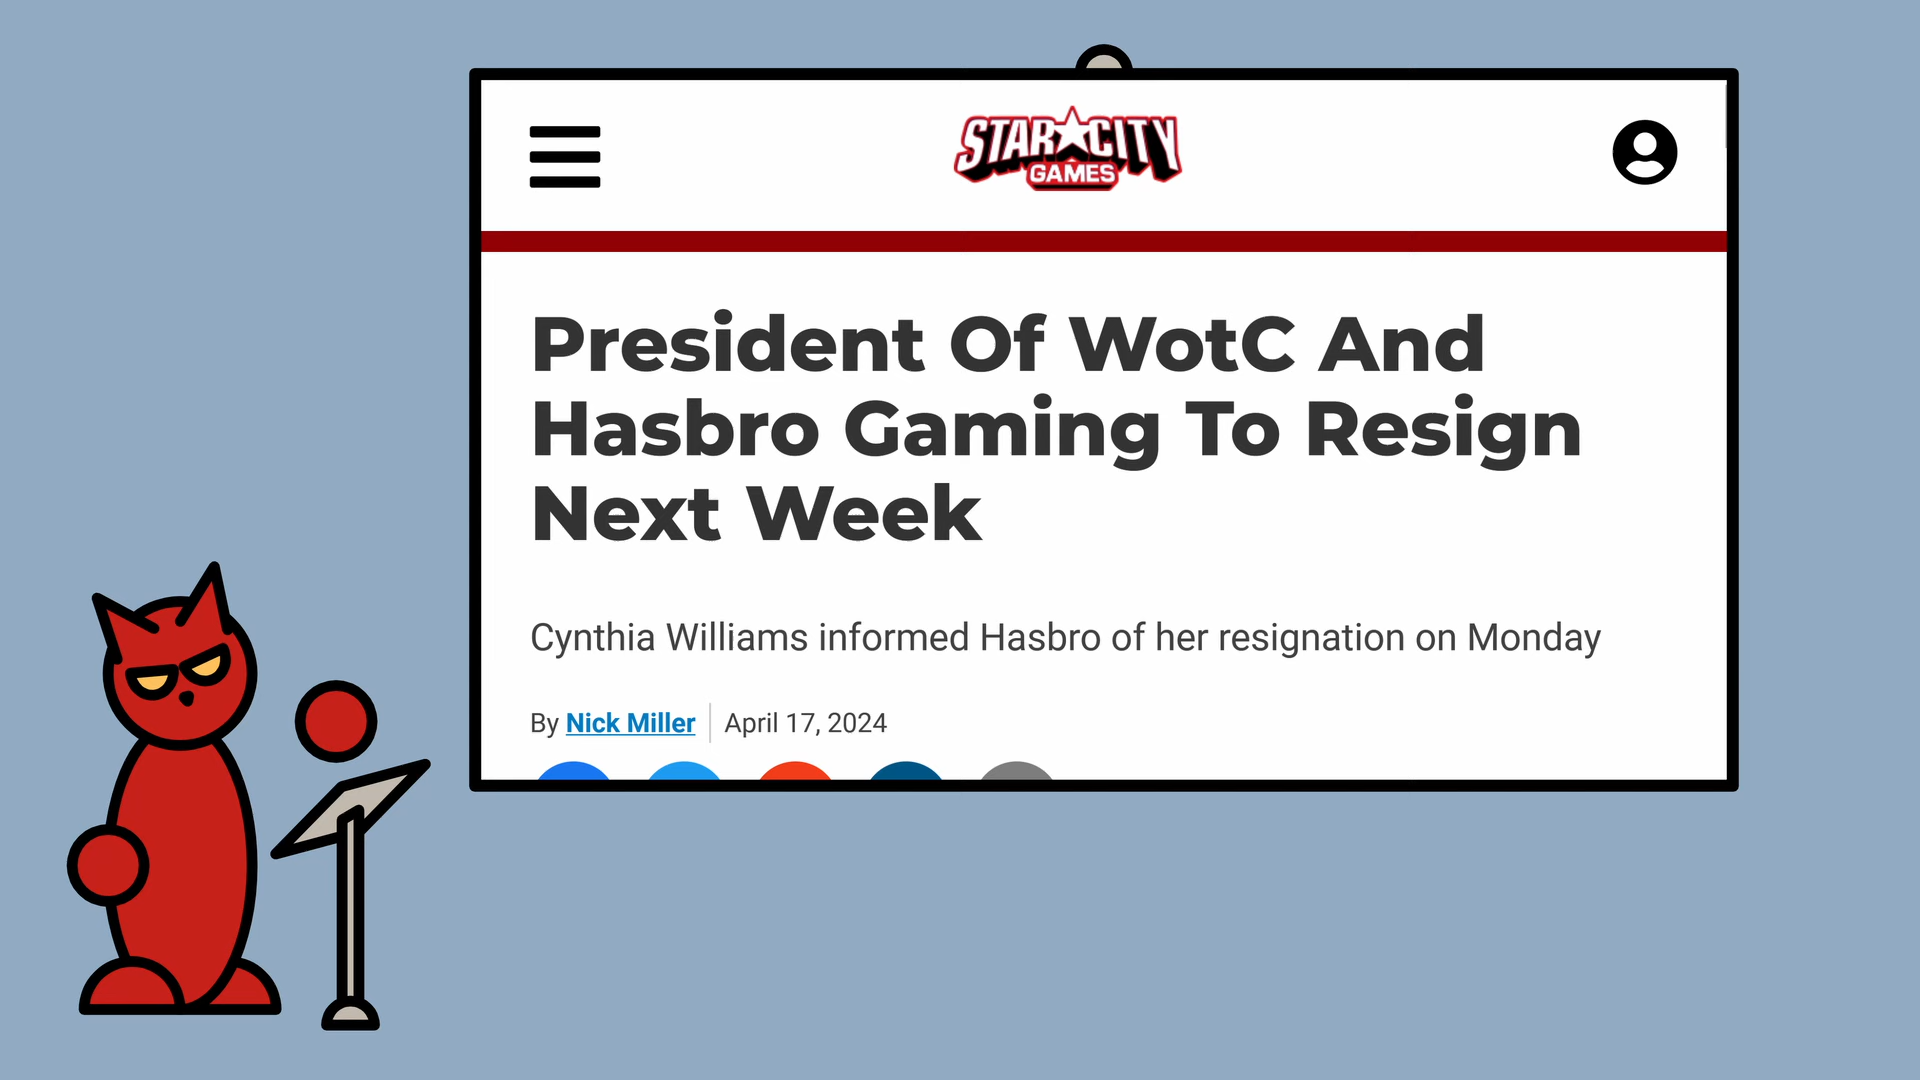 STAR CITY
GAMES
President Of WotC And
Hasbro Gaming To Resign
Next Week
Cynthia Williams informed Hasbro of her resignation on Monday
By Nick Miller | April 17, 2024